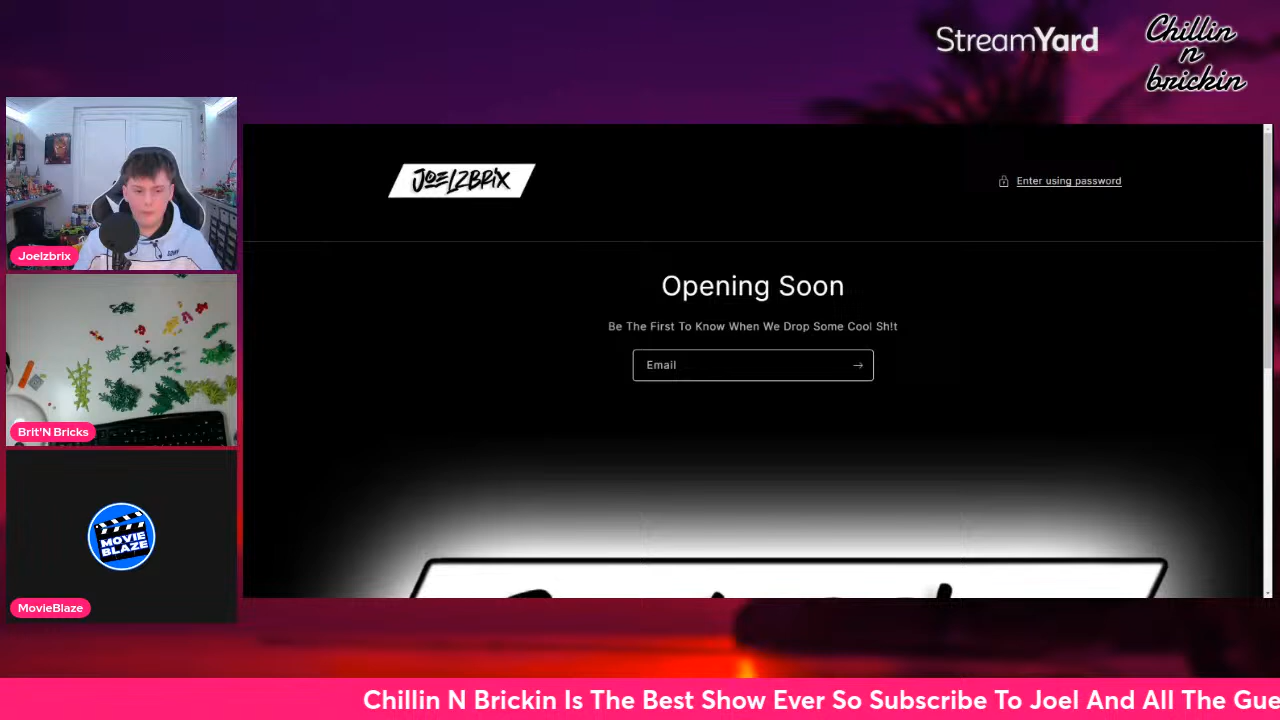 StreamYard
Chillin
n
brickin
JOELZBRIX
Enter using password
Opening Soon
Be The First To Know When We Drop Some Cool Sh!t
Email
Joelzbrix
Brit'N Bricks
MOVIE
BLAZE
MovieBlaze
Chillin N Brickin Is The Best Show Ever So Subscribe To Joel And All The Gue